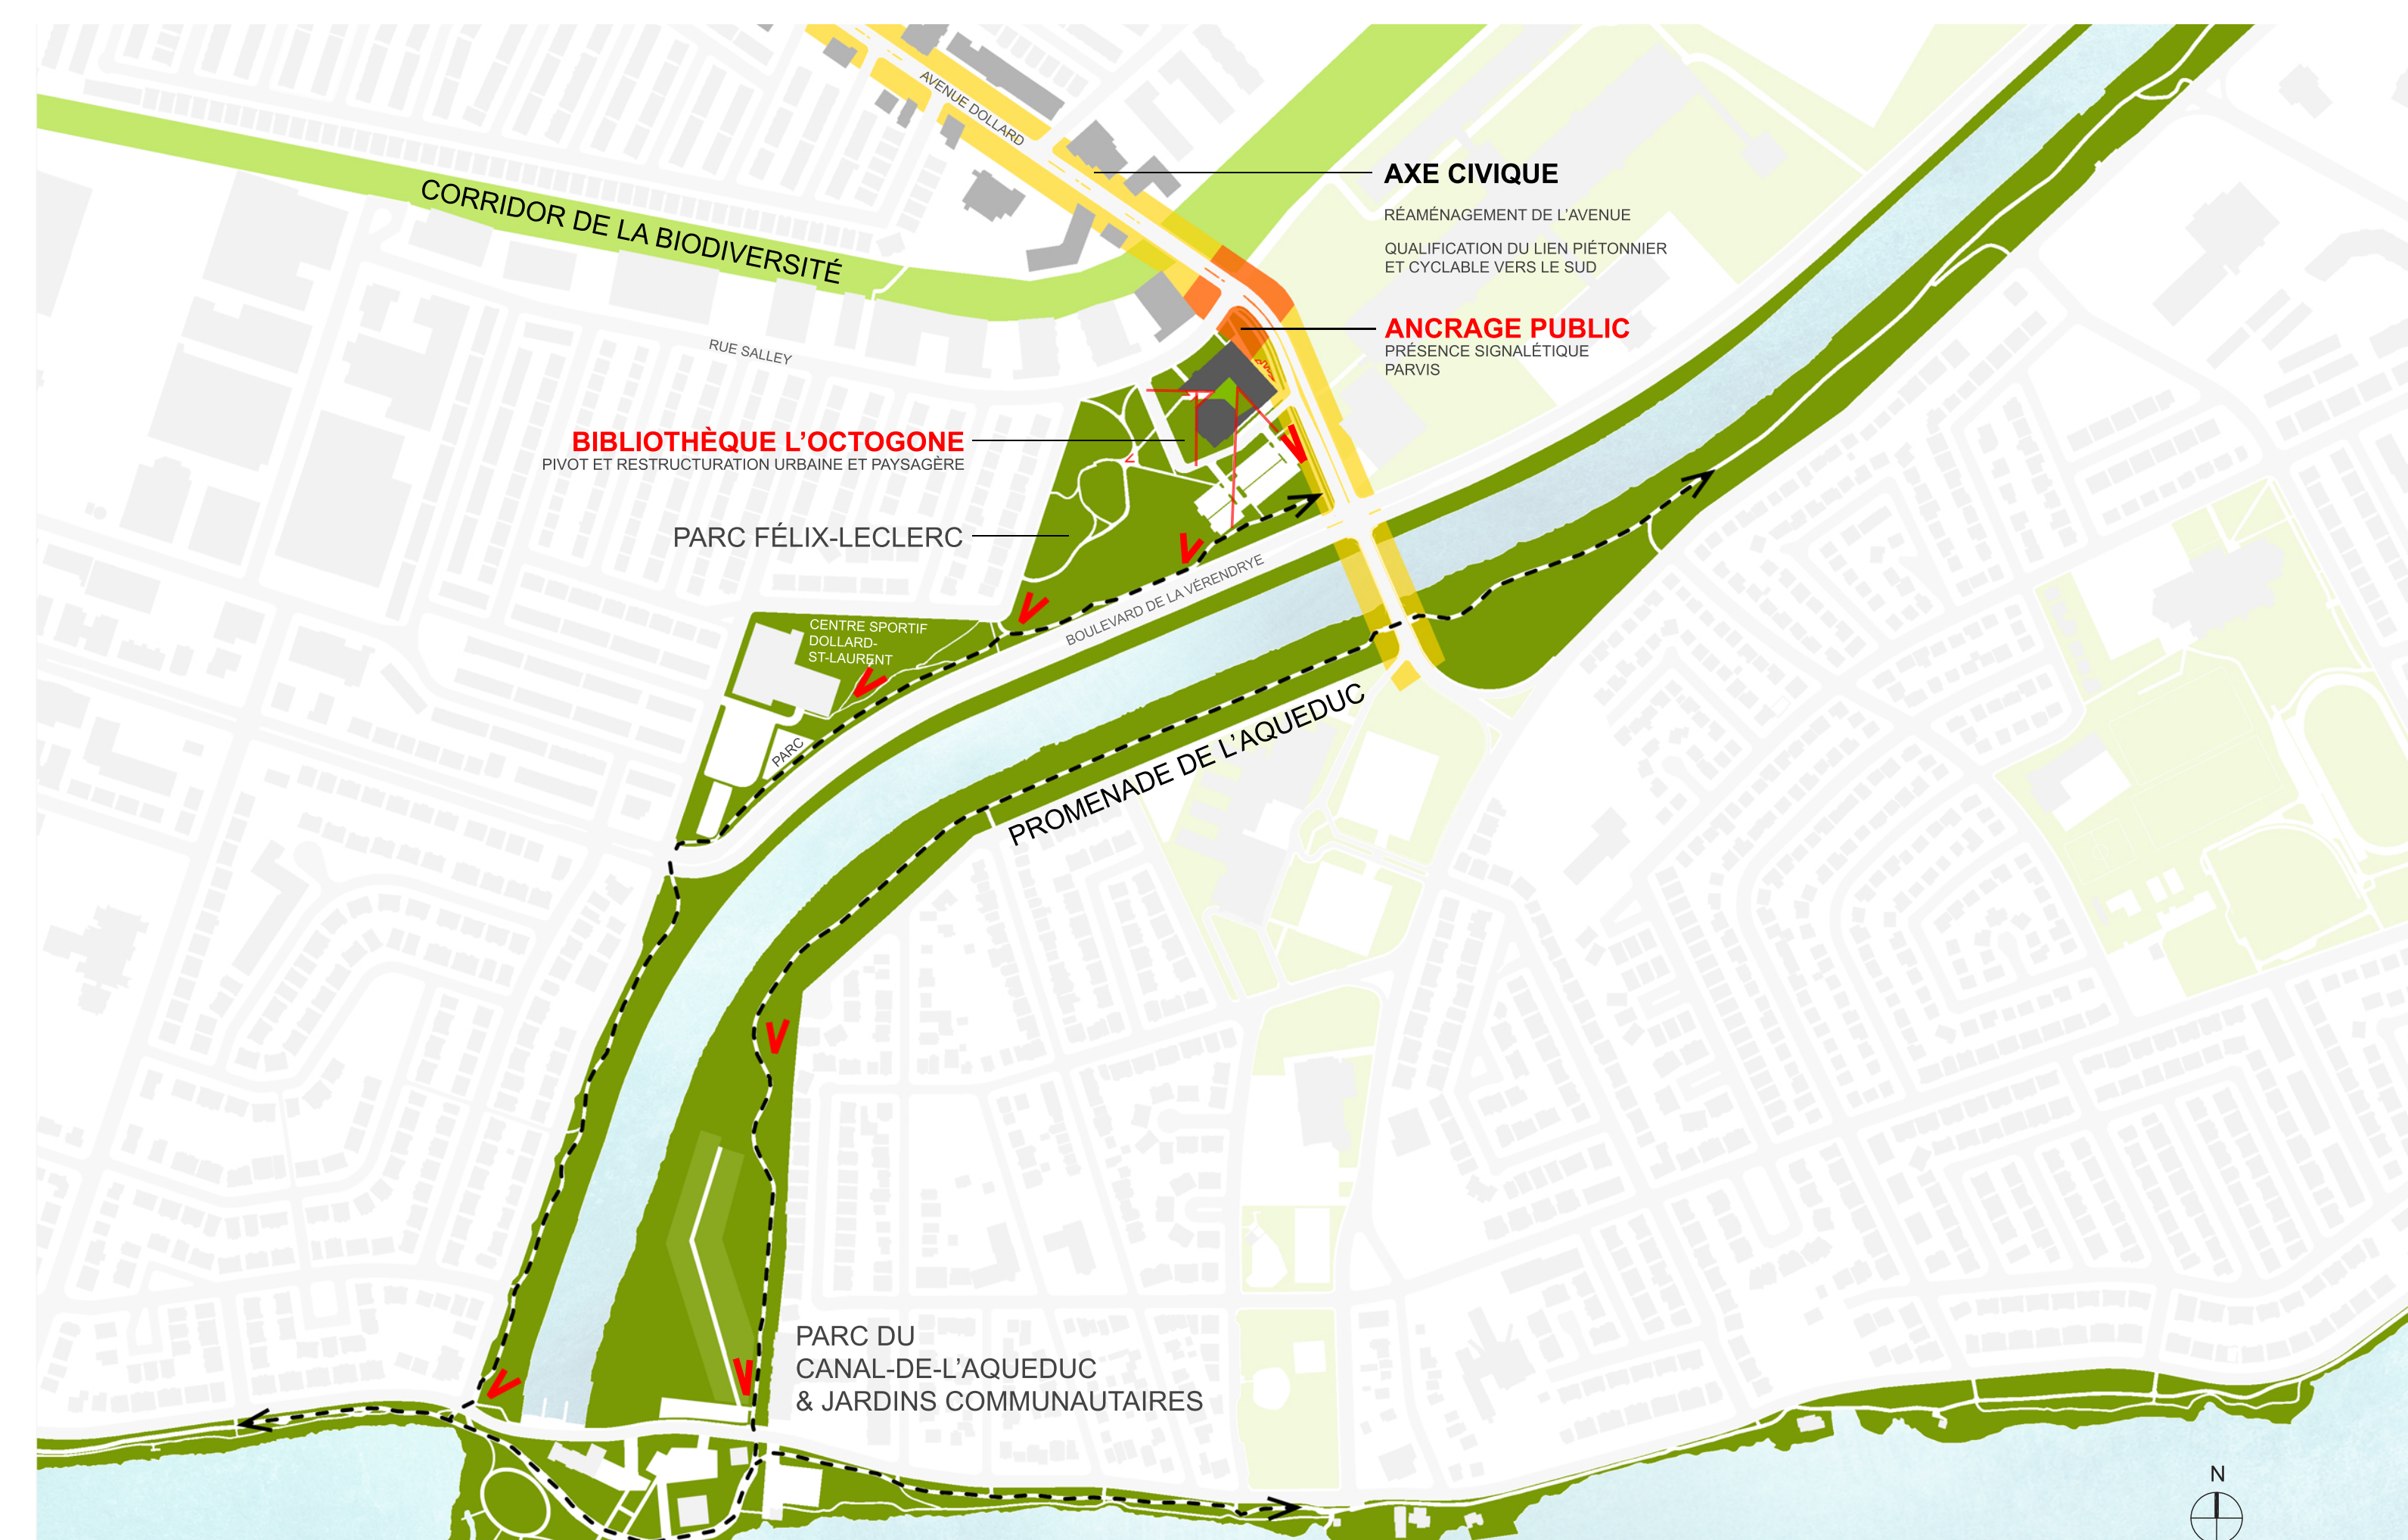 AVENUE DOLLARD
AXE CIVIQUE
RÉAMÉNAGEMENT DE L'AVENUE
QUALIFICATION DU LIEN PIÉTONNIER
ET CYCLABLE VERS LE SUD
CORRIDOR DE LA BIODIVERSITÉ
ANCRAGE PUBLIC
PRÉSENCE SIGNALÉTIQUE
PARVIS
RUE SALLEY
BIBLIOTHÈQUE L'OCTOGONE
PIVOT ET RESTRUCTURATION URBAINE ET PAYSAGÈRE
PARC FÉLIX-LECLERC
BOULEVARD DE LA VÉRENDRYE
CENTRE SPORTIF
DOLLARD-
ST-LAURENT
PARC
PROMENADE DE L'AQUEDUC
PARC DU
CANAL-DE-L'AQUEDUC
& JARDINS COMMUNAUTAIRES
N